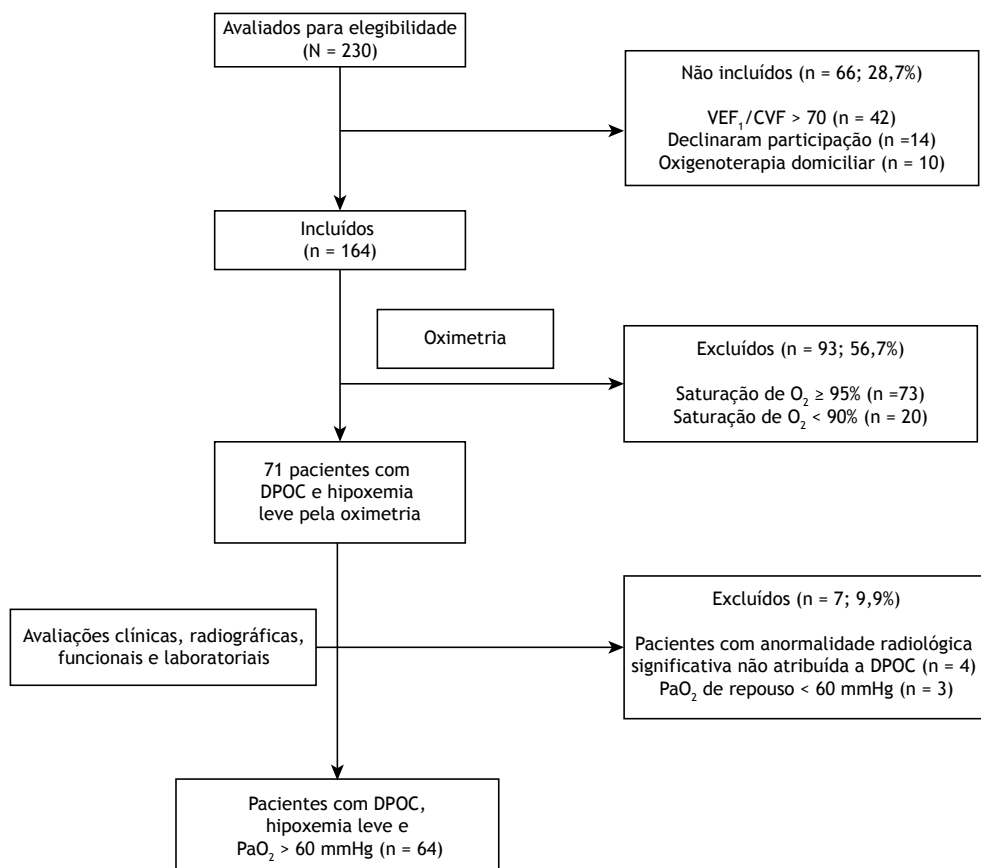 Avaliados para elegibilidade
(N = 230)
Não incluídos (n = 66; 28,7%)
VEF₁/CVF > 70 (n = 42)
Declinaram participação (n =14)
Oxigenoterapia domiciliar (n = 10)
Incluídos
(n = 164)
Oximetria
Excluídos (n = 93; 56,7%)
Saturação de O₂ ≥ 95% (n =73)
Saturação de O₂ < 90% (n = 20)
71 pacientes com
DPOC e hipoxemia
leve pela oximetria
Avaliações clínicas, radiográficas,
funcionais e laboratoriais
Excluídos (n = 7; 9,9%)
Pacientes com anormalidade radiológica
significativa não atribuída a DPOC (n = 4)
PaO₂ de repouso < 60 mmHg (n = 3)
Pacientes com DPOC,
hipoxemia leve e
PaO₂ > 60 mmHg (n = 64)